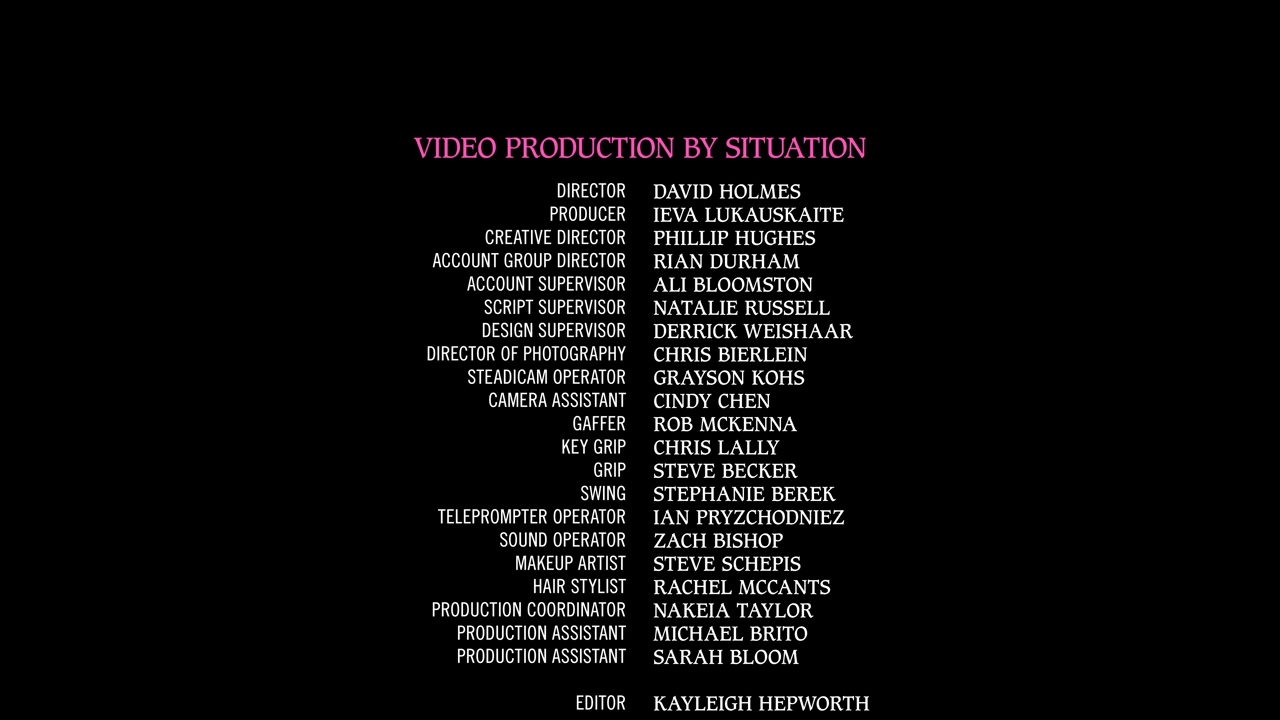 VIDEO PRODUCTION BY SITUATION
DIRECTOR DAVID HOLMES
PRODUCER IEVA LUKAUSKAITE
CREATIVE DIRECTOR PHILLIP HUGHES
ACCOUNT GROUP DIRECTOR RIAN DURHAM
ACCOUNT SUPERVISOR ALI BLOOMSTON
SCRIPT SUPERVISOR NATALIE RUSSELL
DESIGN SUPERVISOR DERRICK WEISHAAR
DIRECTOR OF PHOTOGRAPHY CHRIS BIERLEIN
STEADICAM OPERATOR GRAYSON KOHS
CAMERA ASSISTANT CINDY CHEN
GAFFER ROB MCKENNA
KEY GRIP CHRIS LALLY
GRIP STEVE BECKER
SWING STEPHANIE BEREK
TELEPROMPTER OPERATOR IAN PRYZCHODNIEZ
SOUND OPERATOR ZACH BISHOP
MAKEUP ARTIST STEVE SCHEPIS
HAIR STYLIST RACHEL MCCANTS
PRODUCTION COORDINATOR NAKEIA TAYLOR
PRODUCTION ASSISTANT MICHAEL BRITO
PRODUCTION ASSISTANT SARAH BLOOM
EDITOR KAYLEIGH HEPWORTH